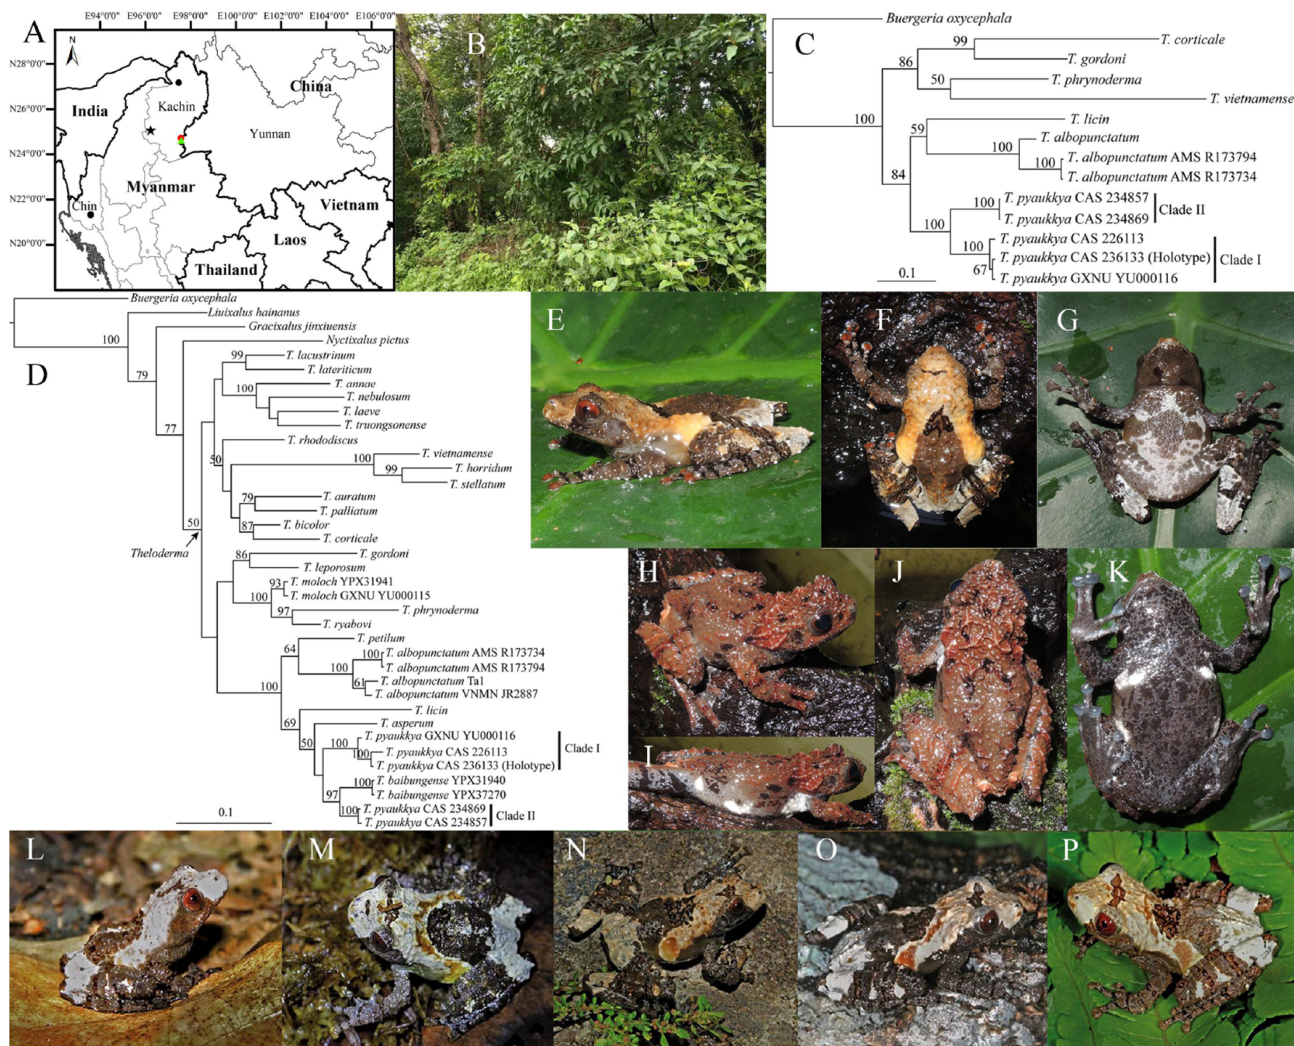 A
E94°0'0" E96°0'0" E98°0'0" E100°0'0" E102°0'0" E104°0'0" E106°0'0"
N
N28°0'0"
N26°0'0"
N24°0'0"
N22°0'0"
N20°0'0"
China
Kachin
India
Yunnan
Myanmar
Chin
Vietnam
Laos
Thailand
B
C
Buergeria oxycephala
99
T. corticale
T. gordoni
86
50
T. phrynoderma
T. vietnamense
100
59
T. licin
100
T. albopunctatum
100
T. albopunctatum AMS R173794
T. albopunctatum AMS R173734
84
100
T. pyaukkya CAS 234857
T. pyaukkya CAS 234869
Clade II
100
100
T. pyaukkya CAS 226113
T. pyaukkya CAS 236133 (Holotype)
67
T. pyaukkya GXNU YU000116
Clade I
0.1
D
Buergeria oxycephala
Liuixalus hainanus
100
Gracixalus jinxiuensis
79
Nyctixalus pictus
77
99
T. lacustrinum
T. lateriticum
100
T. annae
T. nebulosum
T. laeve
T. truongsonense
50
T. rhododiscus
100
T. vietnamense
99
T. horridum
T. stellatum
79
T. auratum
T. palliatum
87
T. bicolor
T. corticale
50
Theloderma
86
T. gordoni
T. leporosum
93
T. moloch YPX31941
100
T. moloch GXNU YU000115
97
T. phrynoderma
T. ryabovi
64
T. petilum
100
T. albopunctatum AMS R173734
100
T. albopunctatum AMS R173794
61
T. albopunctatum Ta1
T. albopunctatum VNMN JR2887
100
69
T. licin
T. asperum
50
100
T. pyaukkya GXNU YU000116
100
T. pyaukkya CAS 226113
T. pyaukkya CAS 236133 (Holotype)
Clade I
97
100
T. baibungense YPX31940
T. baibungense YPX37270
100
T. pyaukkya CAS 234869
T. pyaukkya CAS 234857
Clade II
0.1
E
F
G
H
I
J
K
L
M
N
O
P